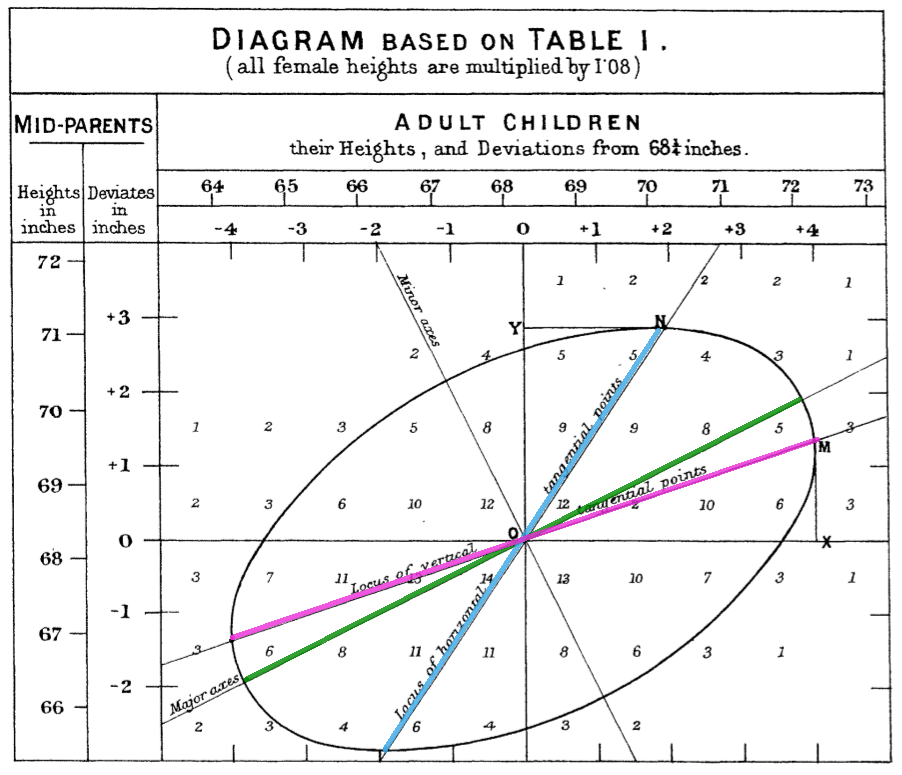 DIAGRAM BASED ON TABLE I.
(all female heights are multiplied by 1'08)
MID-PARENTS
ADULT CHILDREN
their Heights, and Deviations from 68¼ inches.
Heights in inches
Deviates in inches
64 65 66 67 68 69 70 71 72 73
-4 -3 -2 -1 0 +1 +2 +3 +4
72
1 2 2 2 1
Minor axes
+3
Y N
71
2 4 5 5 4 3 1
+2
tangential points
70
1 2 3 5 8 9 9 8 5 3
M
+1
tangential points
69
2 3 6 10 12 12 2 10 6 3
0
O
X
68
Locus of vertical
3 7 11 13 14 13 10 7 3 1
-1
67
3 6 8 11 11 8 6 3 1
Locus of horizontal
-2
Major axes
66
2 3 4 6 4 3 2